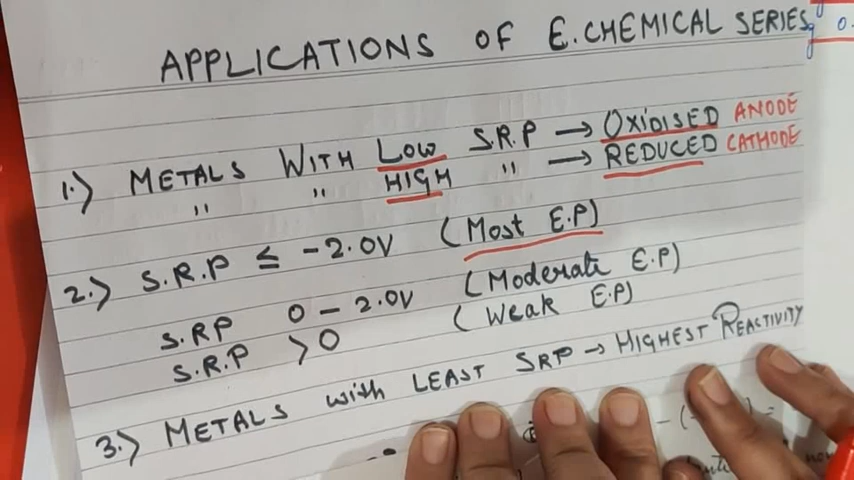 APPLICATIONS OF E.CHEMICAL SERIES
1.) METALS WITH LOW S.R.P → OXIDISED ANODE
" " HIGH " → REDUCED CATHODE
2.) S.R.P ≤ -2.0V (Most E.P)
S.RP 0 - 2.0V (Moderate E.P)
S.R.P > 0 (Weak E.P)
3.) METALS with LEAST SRP → HIGHEST REACTIVITY